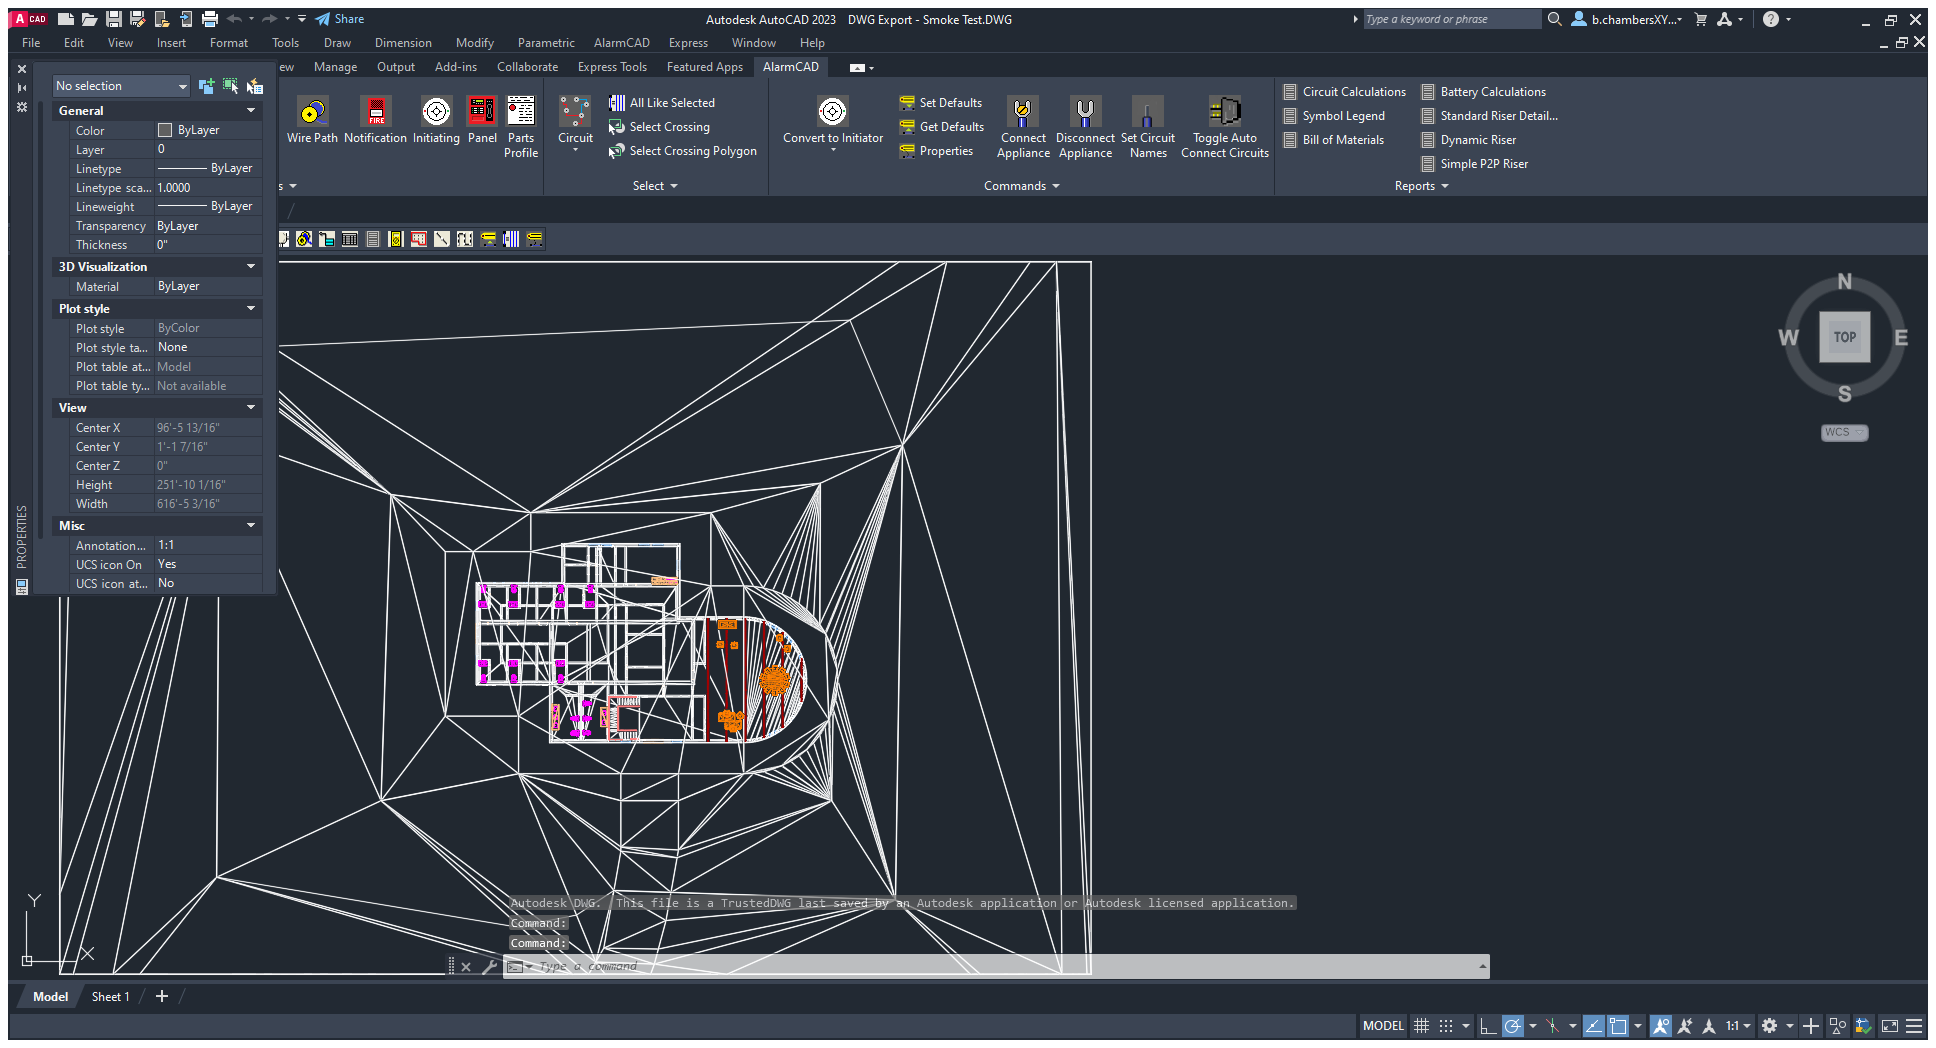 A CAD
Share
Autodesk AutoCAD 2023 DWG Export - Smoke Test.DWG
Type a keyword or phrase
b.chambersXY...
File Edit View Insert Format Tools Draw Dimension Modify Parametric AlarmCAD Express Window Help
ew Manage Output Add-ins Collaborate Express Tools Featured Apps AlarmCAD
No selection
General
Color ByLayer
Layer 0
Linetype ByLayer
Linetype sca... 1.0000
Lineweight ByLayer
Transparency ByLayer
Thickness 0"
3D Visualization
Material ByLayer
Plot style
Plot style ByColor
Plot style ta... None
Plot table at... Model
Plot table ty... Not available
View
Center X 96'-5 13/16"
Center Y 1'-1 7/16"
Center Z 0"
Height 251'-10 1/16"
Width 616'-5 3/16"
Misc
Annotation... 1:1
UCS icon On Yes
UCS icon at... No
PROPERTIES
Wire Path
FIRE
Notification
Initiating
Panel
Parts
Profile
s
Circuit
All Like Selected
Select Crossing
Select Crossing Polygon
Select
Convert to Initiator
Set Defaults
Get Defaults
Properties
Connect
Appliance
Disconnect
Appliance
Set Circuit
Names
Toggle Auto
Connect Circuits
Commands
Circuit Calculations
Symbol Legend
Bill of Materials
Battery Calculations
Standard Riser Detail...
Dynamic Riser
Simple P2P Riser
Reports
N
W TOP E
S
WCS
Y
X
Autodesk DWG. This file is a TrustedDWG last saved by an Autodesk application or Autodesk licensed application.
Command:
Command:
Type a command
Model Sheet 1
MODEL 1:1